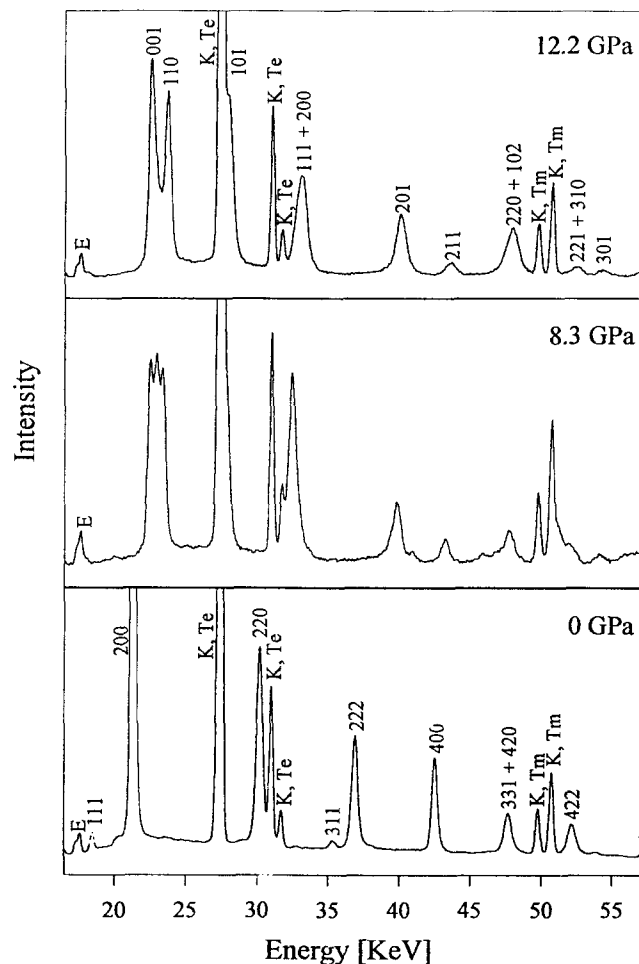 12.2 GPa
001
110
K, Te
101
K, Te
K, Te
111 + 200
201
211
220 + 102
K, Tm
K, Tm
221 + 310
301
E
8.3 GPa
E
Intensity
0 GPa
E
111
200
K, Te
220
K, Te
K, Te
311
222
400
331 + 420
K, Tm
K, Tm
422
20 25 30 35 40 45 50 55
Energy [KeV]